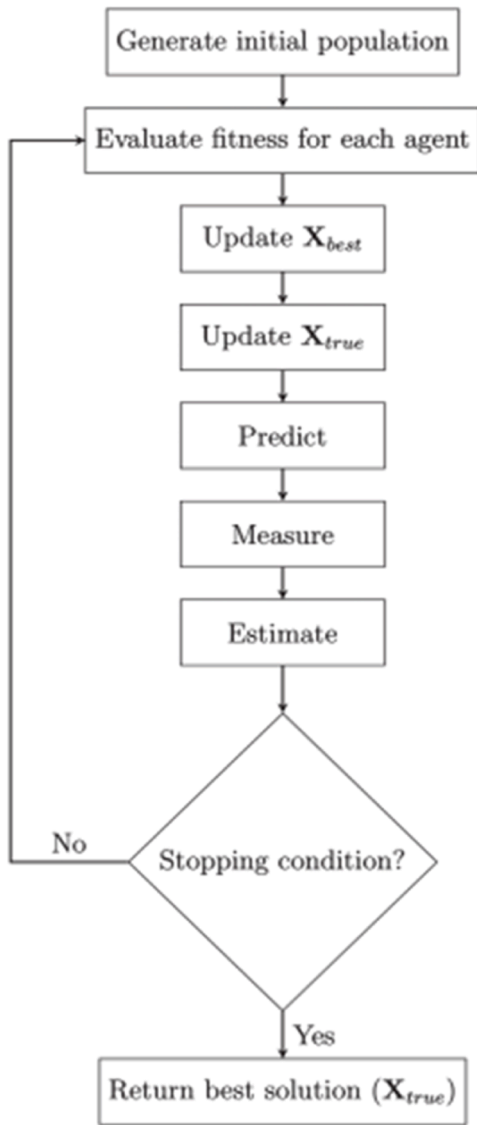 Generate initial population
Evaluate fitness for each agent
Update X_best
Update X_true
Predict
Measure
Estimate
Stopping condition?
No
Yes
Return best solution (X_true)